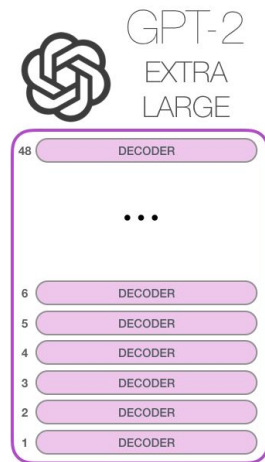 GPT-2
EXTRA
LARGE
48 DECODER
...
6 DECODER
5 DECODER
4 DECODER
3 DECODER
2 DECODER
1 DECODER